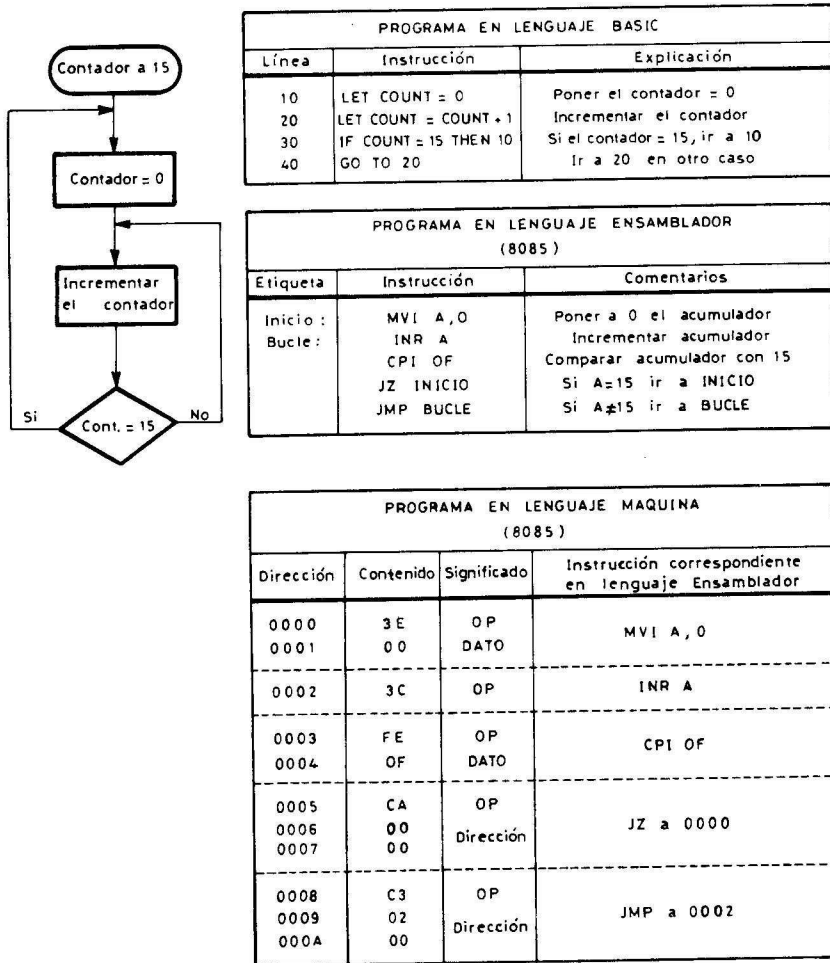 Contador a 15
Contador = 0
Incrementar
el contador
Cont. = 15
Si
No
PROGRAMA EN LENGUAJE BASIC
Línea Instrucción Explicación
10 LET COUNT = 0 Poner el contador = 0
20 LET COUNT = COUNT + 1 Incrementar el contador
30 IF COUNT = 15 THEN 10 Si el contador = 15, ir a 10
40 GO TO 20 Ir a 20 en otro caso
PROGRAMA EN LENGUAJE ENSAMBLADOR
(8085)
Etiqueta Instrucción Comentarios
Inicio: MVI A,0 Poner a 0 el acumulador
Bucle: INR A Incrementar acumulador
CPI OF Comparar acumulador con 15
JZ INICIO Si A=15 ir a INICIO
JMP BUCLE Si A≠15 ir a BUCLE
PROGRAMA EN LENGUAJE MAQUINA
(8085)
Dirección Contenido Significado Instrucción correspondiente
en lenguaje Ensamblador
0000 3E OP
MVI A,0
0001 00 DATO
0002 3C OP INR A
0003 FE OP
CPI OF
0004 OF DATO
0005 CA OP
0006 00 Dirección JZ a 0000
0007 00
0008 C3 OP
0009 02 Dirección JMP a 0002
000A 00